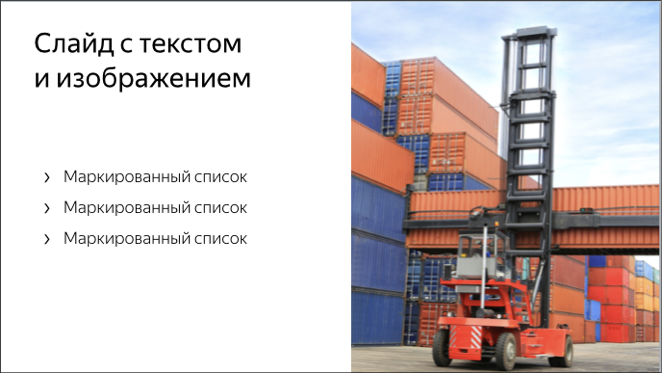 Слайд с текстом
и изображением
› Маркированный список
› Маркированный список
› Маркированный список